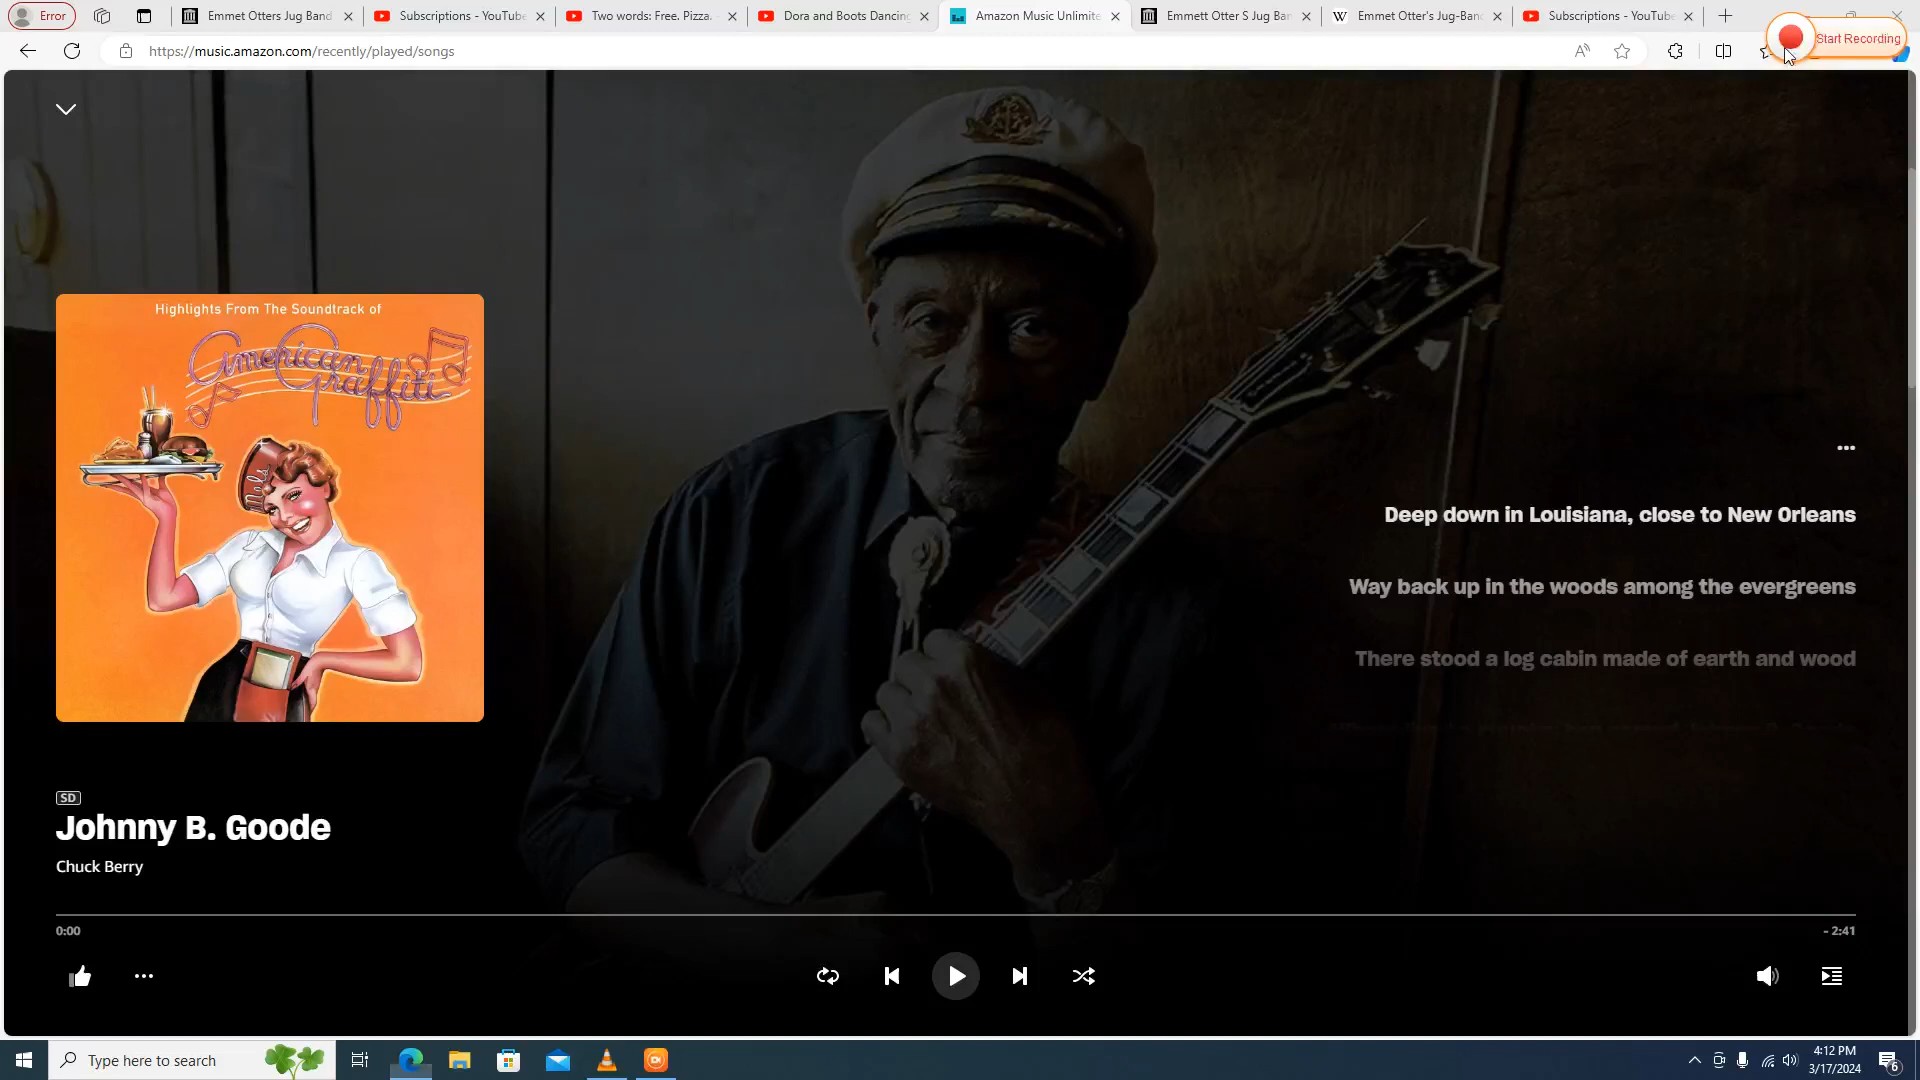 Error
Emmet Otters Jug Band
Subscriptions - YouTube
Two words: Free. Pizza. -
Dora and Boots Dancing
Amazon Music Unlimite
Emmett Otter S Jug Ban
Emmet Otter's Jug-Band
Subscriptions - YouTube
https://music.amazon.com/recently/played/songs
Start Recording
Highlights From The Soundtrack of
American Graffiti
Mel's
Deep down in Louisiana, close to New Orleans
Way back up in the woods among the evergreens
There stood a log cabin made of earth and wood
SD
Johnny B. Goode
Chuck Berry
0:00
- 2:41
Type here to search
4:12 PM
3/17/2024
6